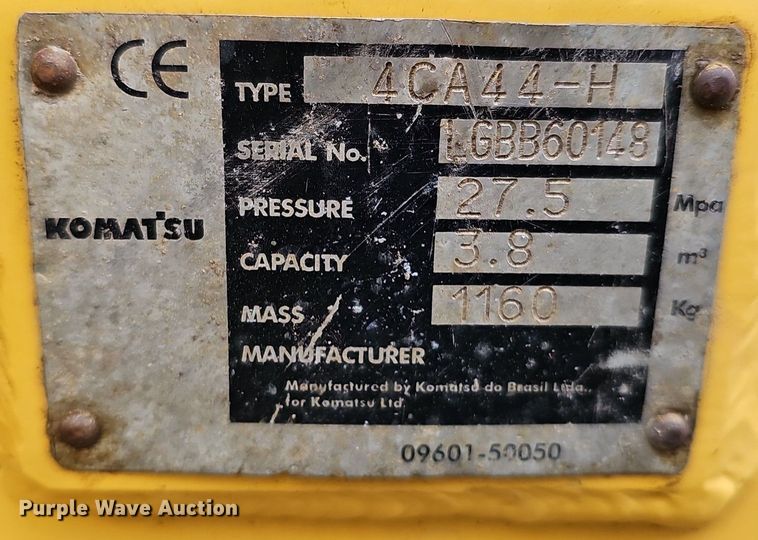 CE
TYPE 4CA44-H
SERIAL No. LGBB60148
PRESSURE 27.5 Mpa
KOMATSU
CAPACITY 3.8 m³
MASS 1160 Kg
MANUFACTURER
Manufactured by Komatsu do Brasil Ltda.
for Komatsu Ltd.
09601-50050
Purple Wave Auction